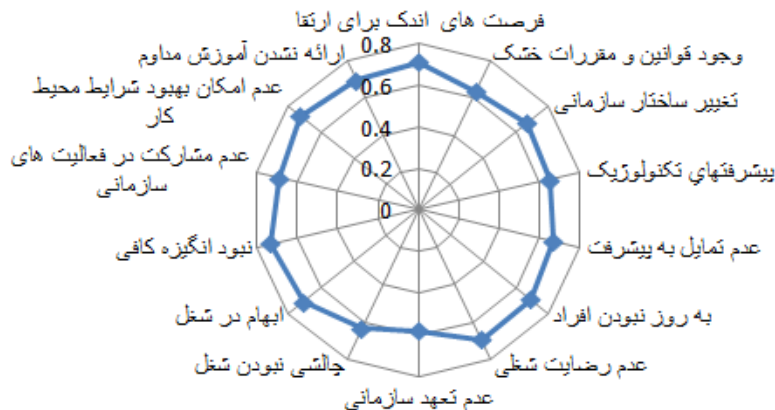 فرصت های اندک برای ارتقا
وجود قوانین و مقررات خشک
تغییر ساختار سازمانی
پیشرفتهاي تکنولوژیک
عدم تمایل به پیشرفت
به روز نبودن افراد
عدم رضایت شغلی
عدم تعهد سازمانی
چالشی نبودن شغل
ابهام در شغل
نبود انگیزه کافی
عدم مشارکت در فعالیت های
سازمانی
عدم امکان بهبود شرایط محیط
کار
ارائه نشدن آموزش مداوم
0.8
0.6
0.4
0.2
0